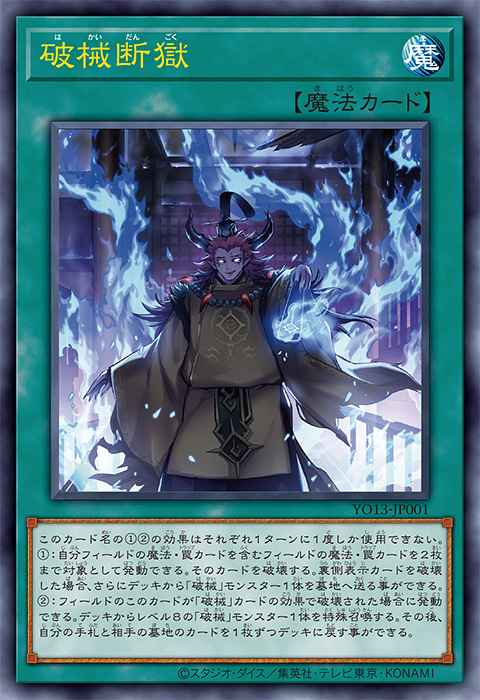 破械断獄
魔
【魔法カード】
YO13-JP001
このカード名の①②の効果はそれぞれ1ターンに1度しか使用できない。
①：自分フィールドの魔法・罠カードを含むフィールドの魔法・罠カードを2枚
まで対象として発動できる。そのカードを破壊する。裏側表示カードを破壊
した場合、さらにデッキから「破械」モンスター1体を墓地へ送る事ができる。
②：フィールドのこのカードが「破械」カードの効果で破壊された場合に発動
できる。デッキからレベル8の「破械」モンスター1体を特殊召喚する。その後、
自分の手札と相手の墓地のカードを1枚ずつデッキに戻す事ができる。
©スタジオ・ダイス／集英社・テレビ東京・KONAMI